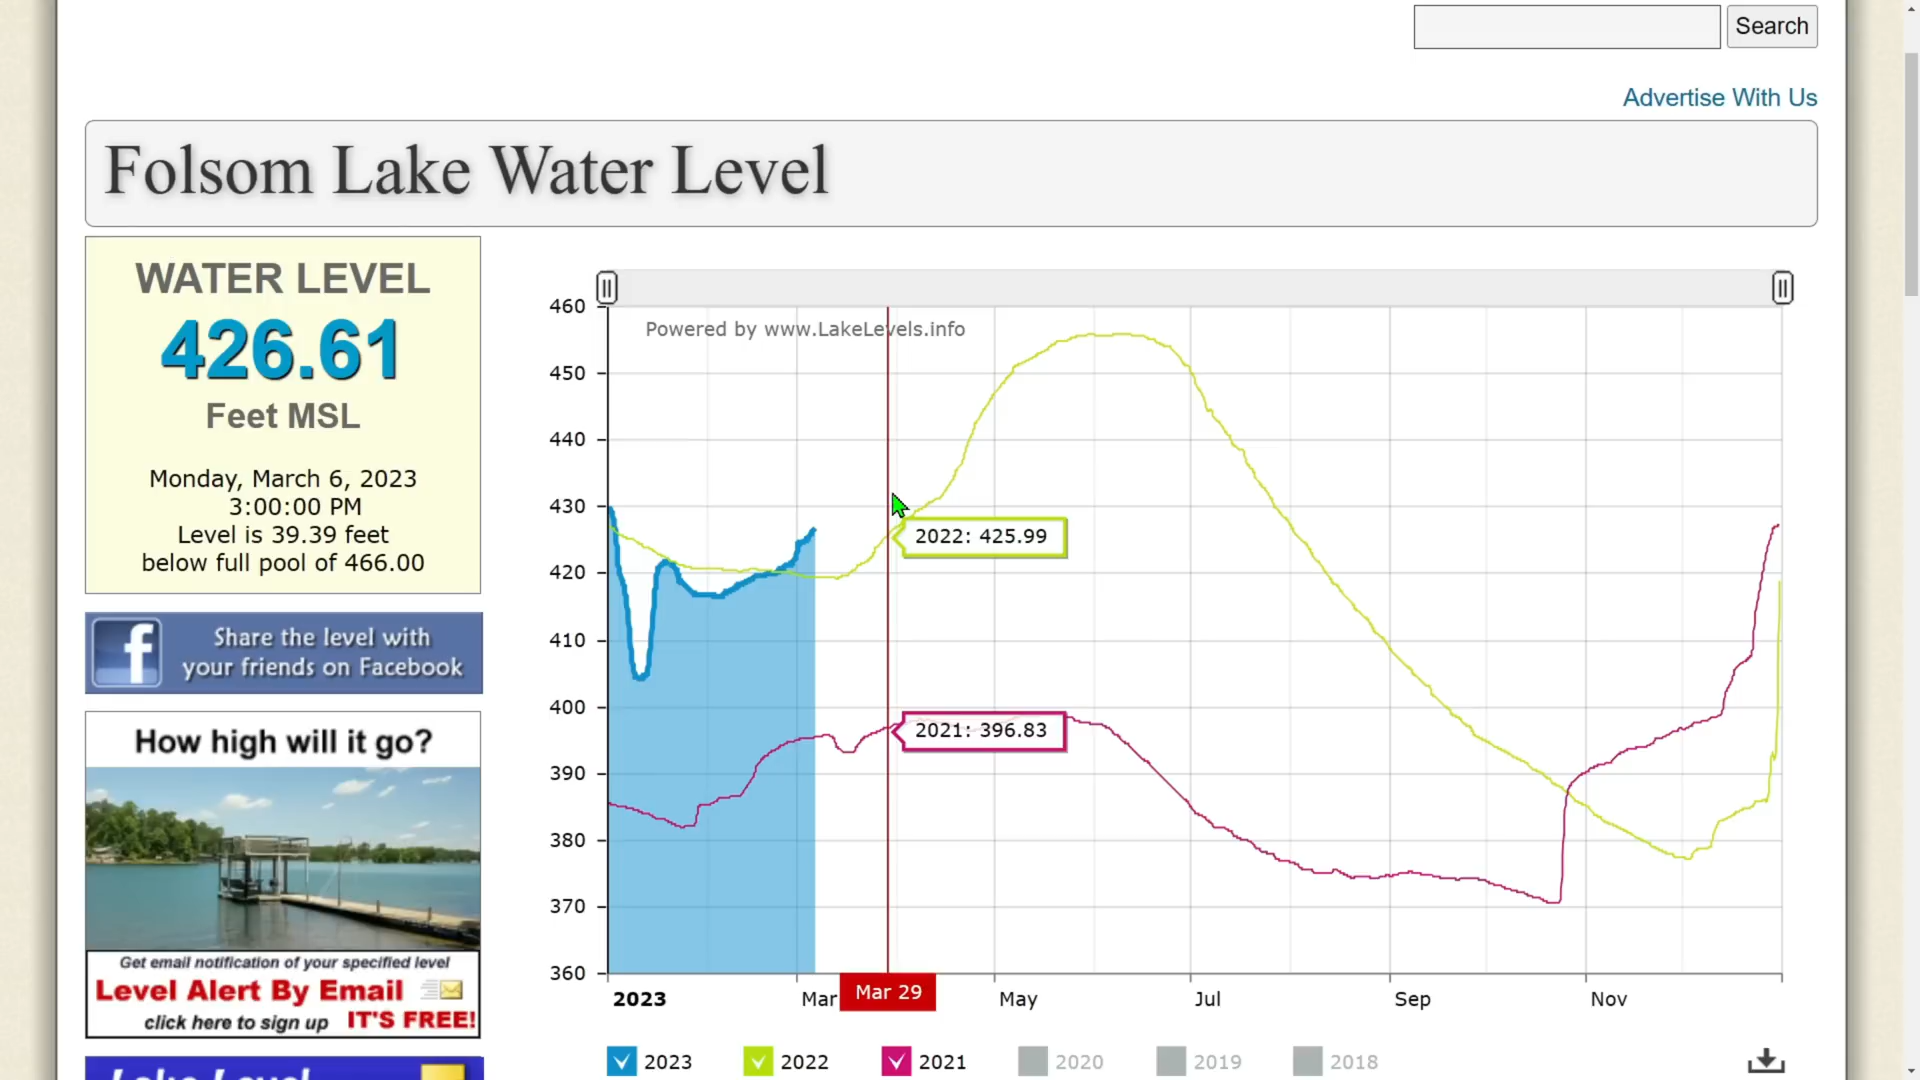 Search
Advertise With Us
Folsom Lake Water Level
WATER LEVEL
426.61
Feet MSL
Monday, March 6, 2023
3:00:00 PM
Level is 39.39 feet
below full pool of 466.00
Share the level with
your friends on Facebook
How high will it go?
Get email notification of your specified level
Level Alert By Email
click here to sign up IT'S FREE!
Lake Level
Powered by www.LakeLevels.info
460
450
440
430
420
410
400
390
380
370
360
2022: 425.99
2021: 396.83
2023 Mar Mar 29 May Jul Sep Nov
2023 2022 2021 2020 2019 2018